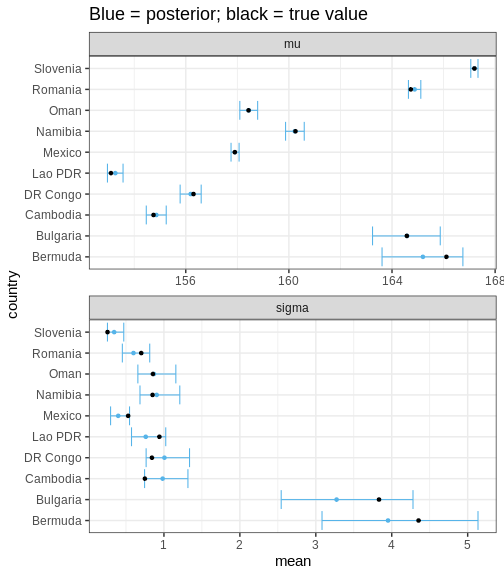 Blue = posterior; black = true value
mu
Slovenia
Romania
Oman
Namibia
Mexico
Lao PDR
DR Congo
Cambodia
Bulgaria
Bermuda
156 160 164 168
country
sigma
Slovenia
Romania
Oman
Namibia
Mexico
Lao PDR
DR Congo
Cambodia
Bulgaria
Bermuda
1 2 3 4 5
mean